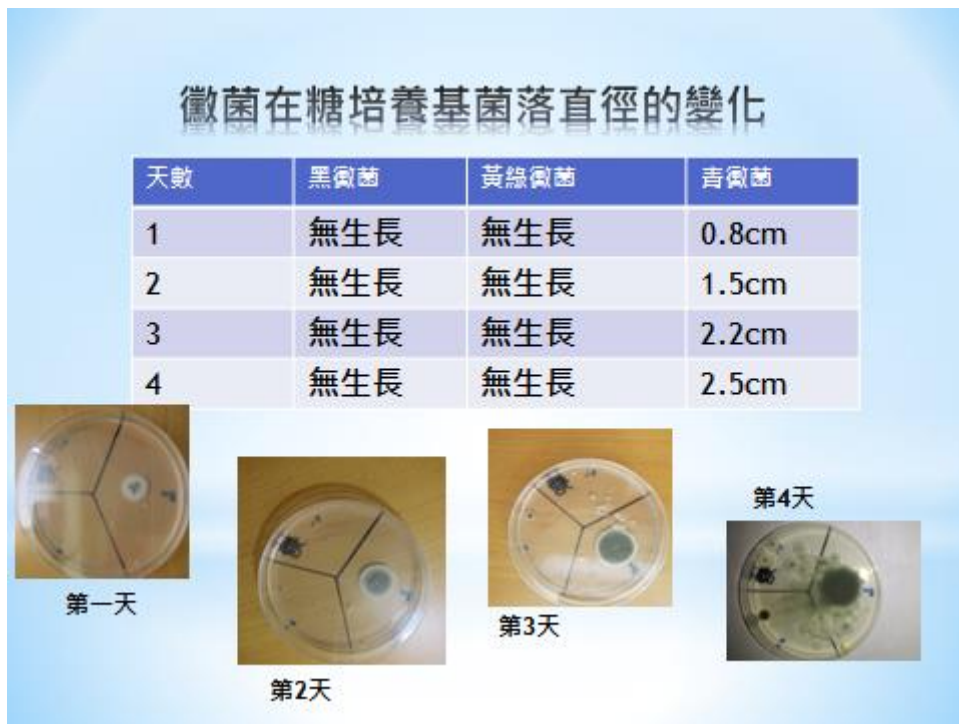 黴菌在糖培養基菌落直徑的變化
天數 黑黴菌 黃綠黴菌 青黴菌
1 無生長 無生長 0.8cm
2 無生長 無生長 1.5cm
3 無生長 無生長 2.2cm
4 無生長 無生長 2.5cm
第4天
第一天
第3天
第2天